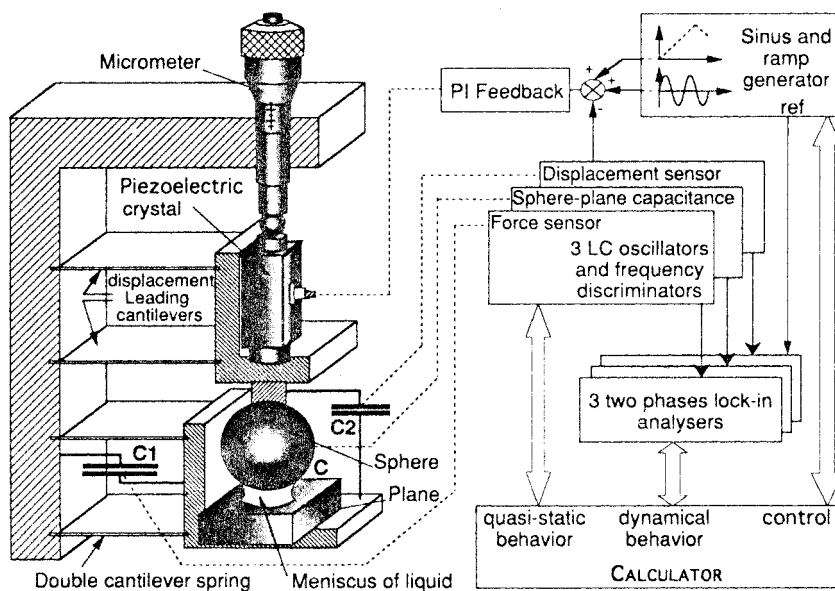 Micrometer
Piezoelectric
crystal
displacement
Leading
cantilevers
C1
C2
C
Sphere
Plane
Double cantilever spring
Meniscus of liquid
PI Feedback
+
+
-
Sinus and
ramp
generator
ref
Displacement sensor
Sphere-plane capacitance
Force sensor
3 LC oscillators
and frequency
discriminators
3 two phases lock-in
analysers
quasi-static
behavior
dynamical
behavior
control
CALCULATOR